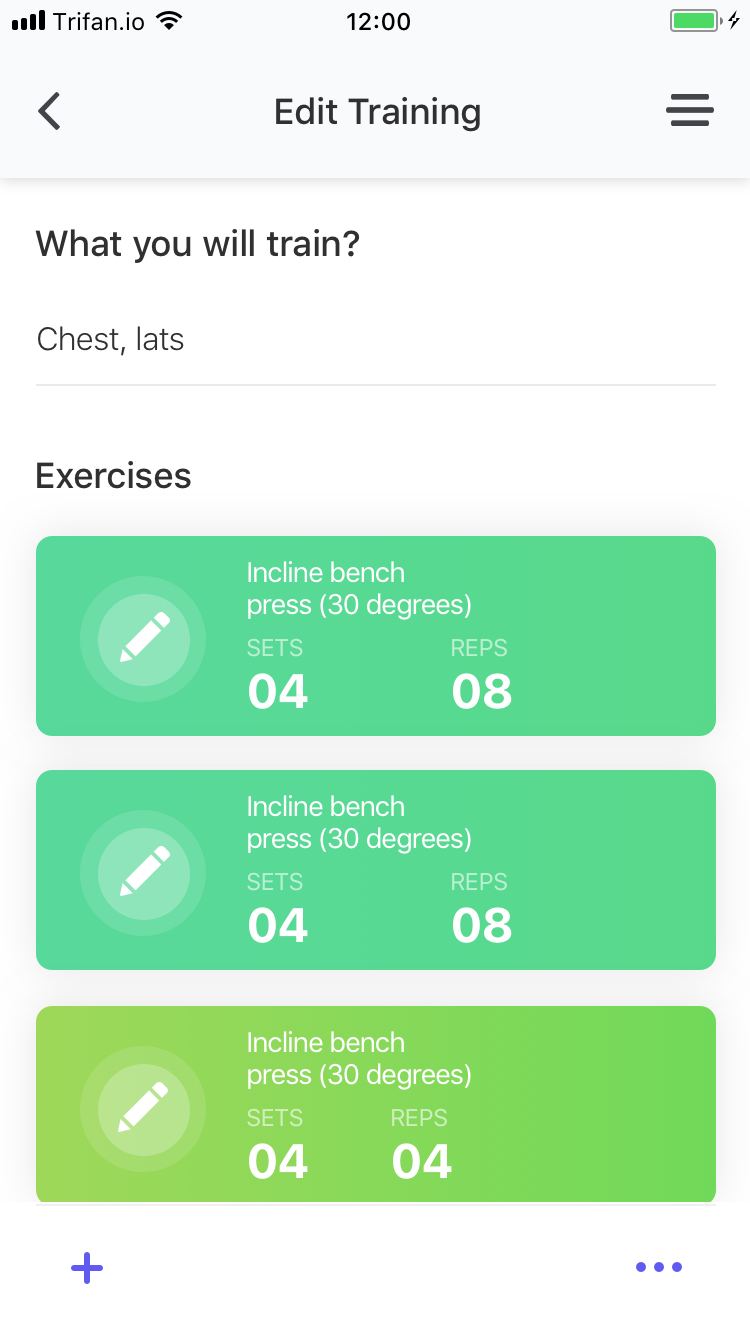 Trifan.io 12:00
Edit Training
What you will train?
Chest, lats
Exercises
Incline bench
press (30 degrees)
SETS REPS
04 08
Incline bench
press (30 degrees)
SETS REPS
04 08
Incline bench
press (30 degrees)
SETS REPS
04 04